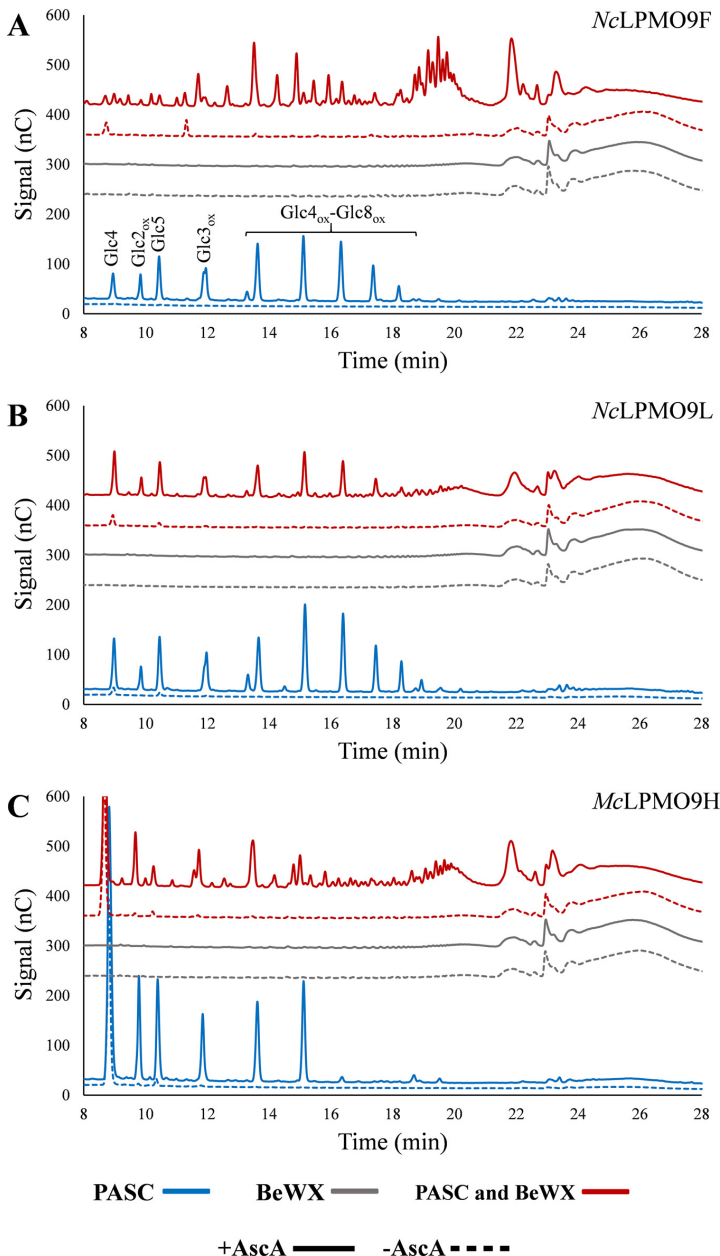 A
NcLPMO9F
600
500
400
300
200
100
0
Signal (nC)
Glc4
Glc2ox
Glc5
Glc3ox
Glc4ox-Glc8ox
8 10 12 14 16 18 20 22 24 26 28
Time (min)
B
NcLPMO9L
600
500
400
300
200
100
0
Signal (nC)
8 10 12 14 16 18 20 22 24 26 28
Time (min)
C
McLPMO9H
600
500
400
300
200
100
0
Signal (nC)
8 10 12 14 16 18 20 22 24 26 28
Time (min)
PASC BeWX PASC and BeWX
+AscA -AscA